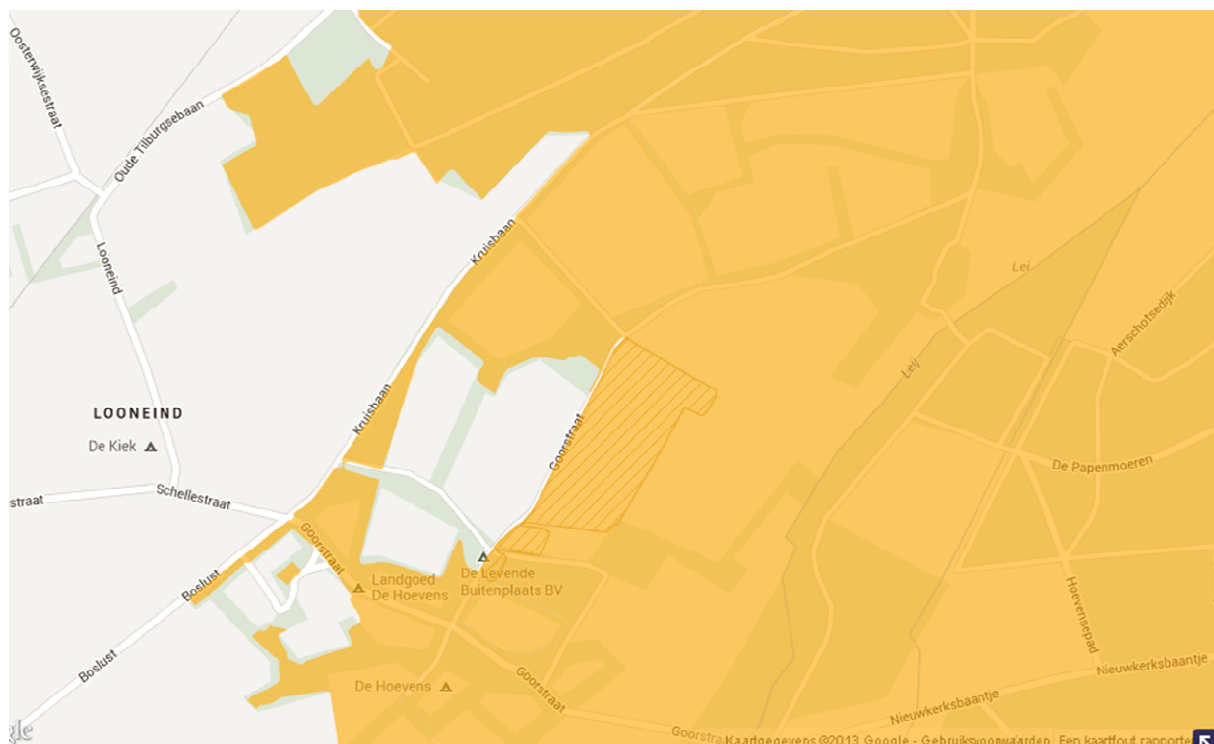 Oosterwijksestraat
Oude Tilburgsebaan
Looneind
Kruisbaan
Lei
Aerschotsedijk
Leij
Kruisbaan
LOONEIND
De Kiek
Goorstraat
De Papenmoeren
straat
Schellestraat
Goorstraat
Boslust
Landgoed
De Hoevens
De Levende
Buitenplaats BV
Hoevensepad
Boslust
De Hoevens
Goorstraat
Nieuwkerksbaantje
Nieuwkerksbaantje
Goorstra
gle
Kaartgegevens ©2013 Google - Gebruiksvoorwaarden Een kaartfout rapporter